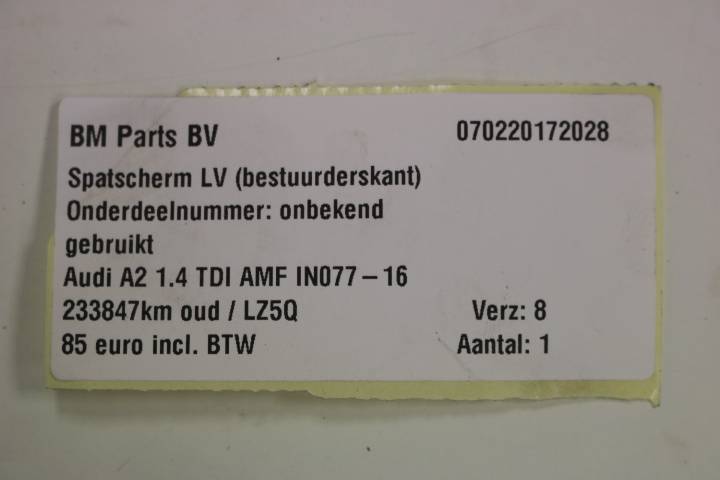 BM Parts BV 070220172028
Spatscherm LV (bestuurderskant)
Onderdeelnummer: onbekend
gebruikt
Audi A2 1.4 TDI AMF IN077-16
233847km oud / LZ5Q Verz: 8
85 euro incl. BTW Aantal: 1